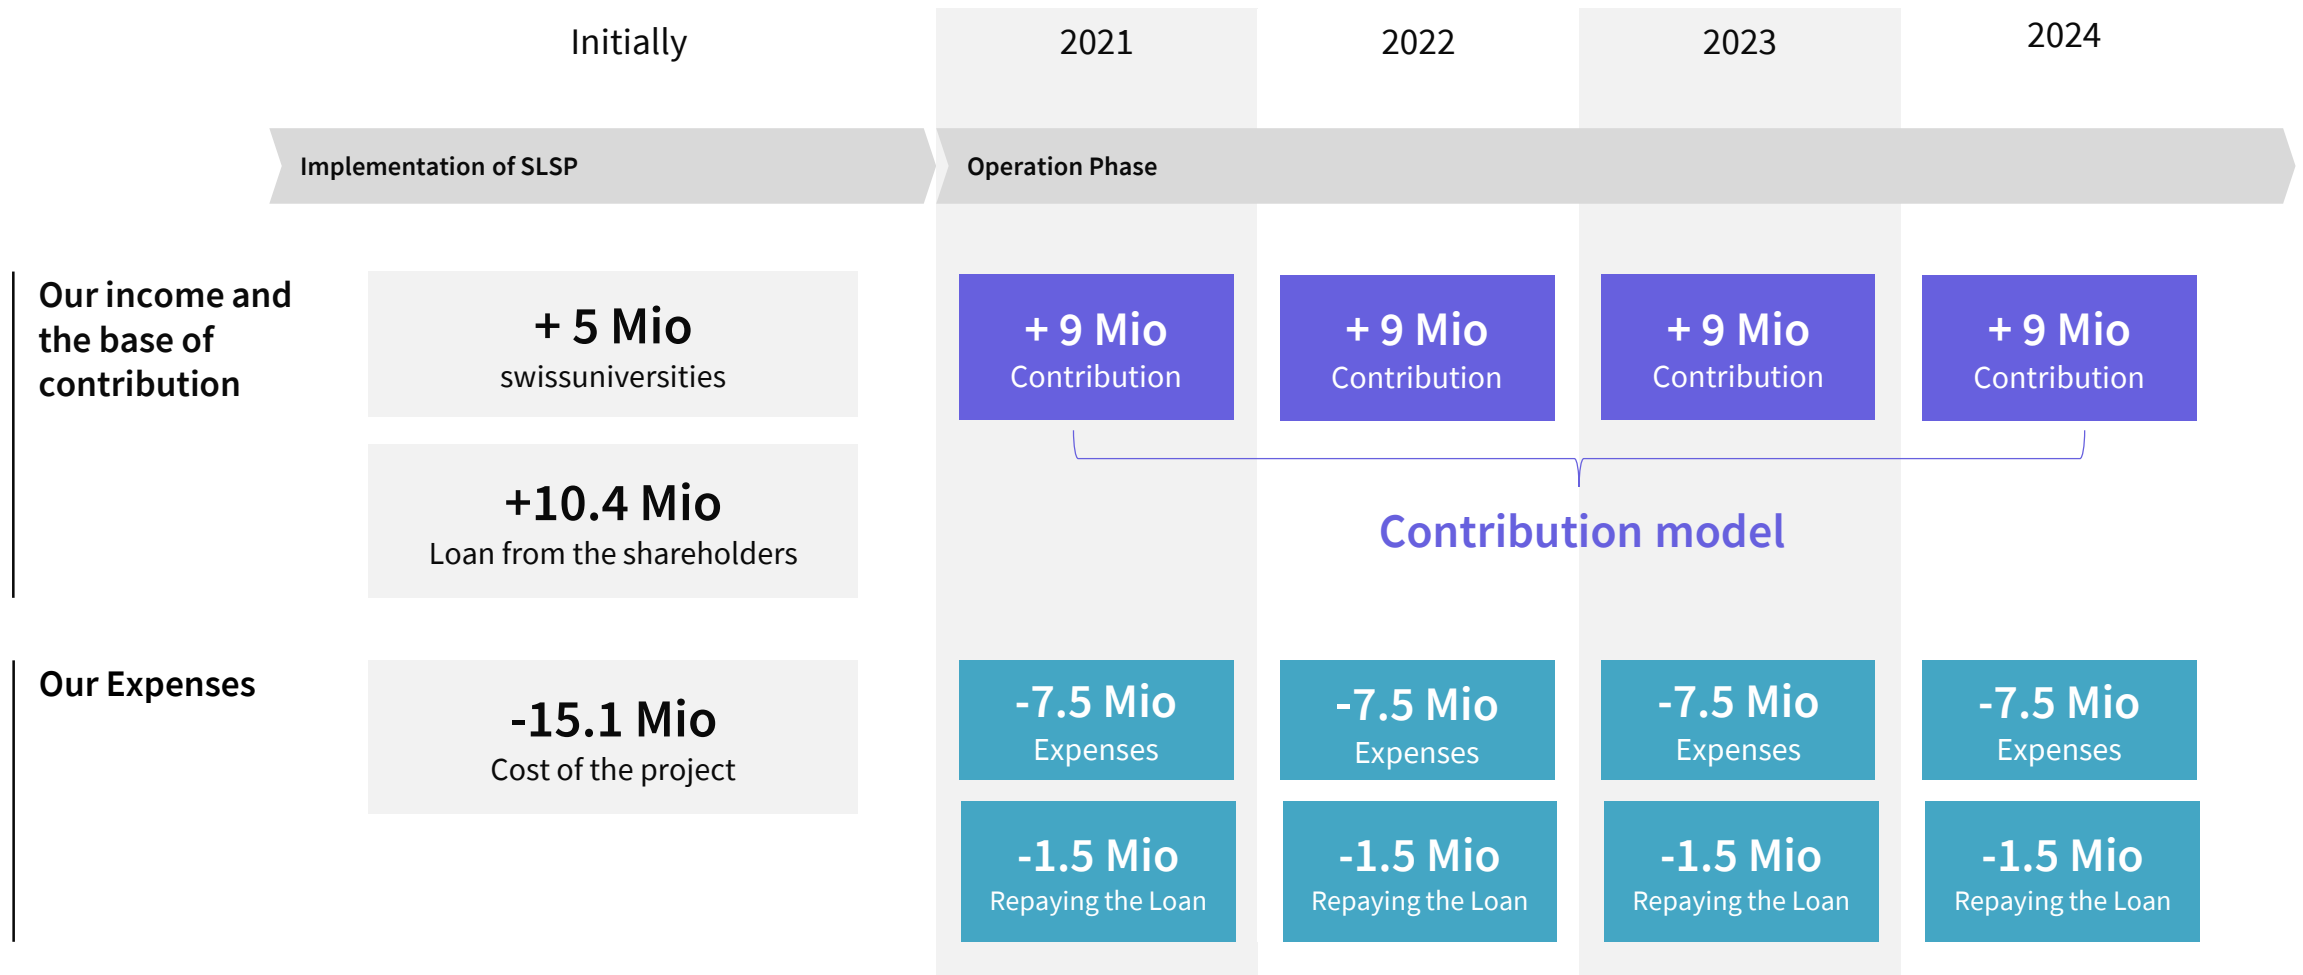 Initially
2021
2022
2023
2024
Implementation of SLSP
Operation Phase
Our income and
the base of
contribution
+ 5 Mio
swissuniversities
+ 9 Mio
Contribution
+ 9 Mio
Contribution
+ 9 Mio
Contribution
+ 9 Mio
Contribution
+10.4 Mio
Loan from the shareholders
Contribution model
Our Expenses
-15.1 Mio
Cost of the project
-7.5 Mio
Expenses
-7.5 Mio
Expenses
-7.5 Mio
Expenses
-7.5 Mio
Expenses
-1.5 Mio
Repaying the Loan
-1.5 Mio
Repaying the Loan
-1.5 Mio
Repaying the Loan
-1.5 Mio
Repaying the Loan